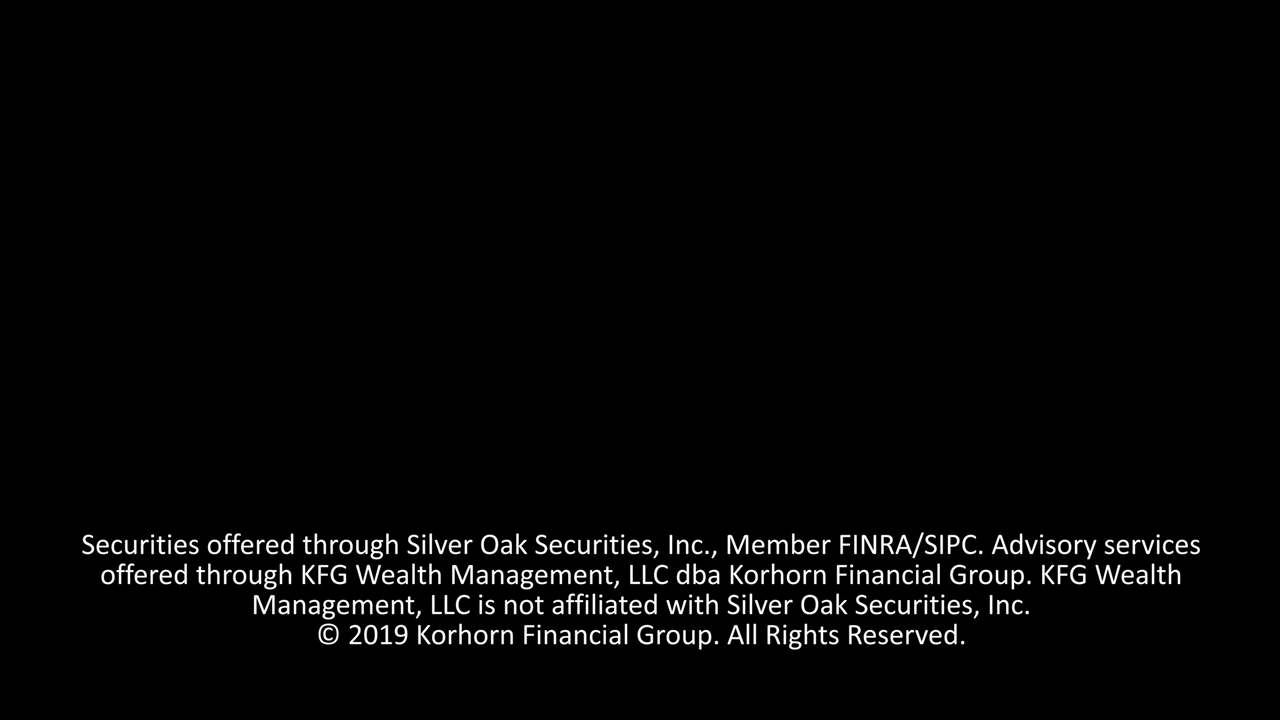 Securities offered through Silver Oak Securities, Inc., Member FINRA/SIPC. Advisory services
offered through KFG Wealth Management, LLC dba Korhorn Financial Group. KFG Wealth
Management, LLC is not affiliated with Silver Oak Securities, Inc.
© 2019 Korhorn Financial Group. All Rights Reserved.